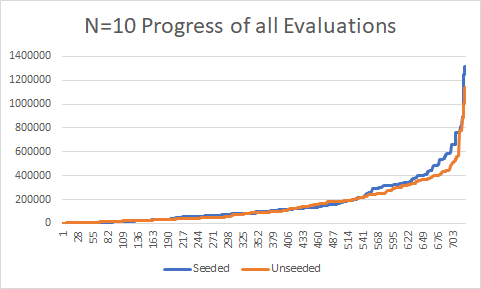 N=10 Progress of all Evaluations
1400000
1200000
1000000
800000
600000
400000
200000
0
1 28 55 82 109 136 163 190 217 244 271 298 325 352 379 406 433 460 487 514 541 568 595 622 649 676 703
Seeded Unseeded